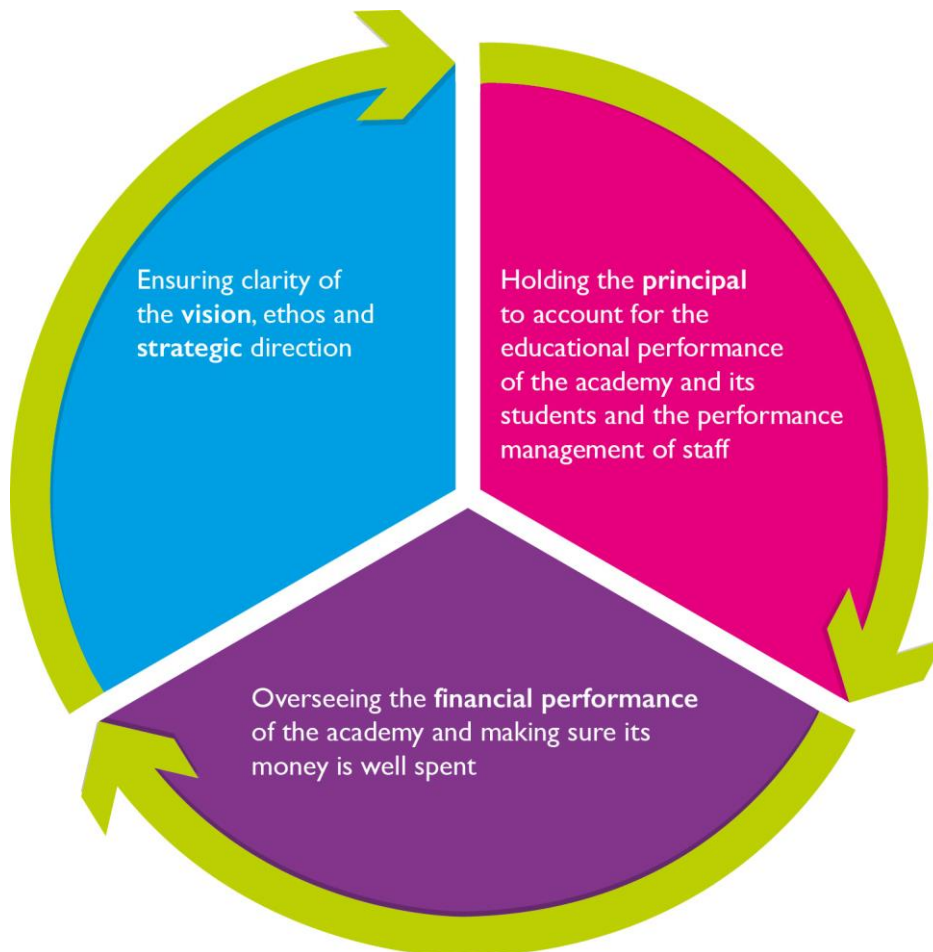 Ensuring clarity of
the vision, ethos and
strategic direction
Holding the principal
to account for the
educational performance
of the academy and its
students and the performance
management of staff
Overseeing the financial performance
of the academy and making sure its
money is well spent